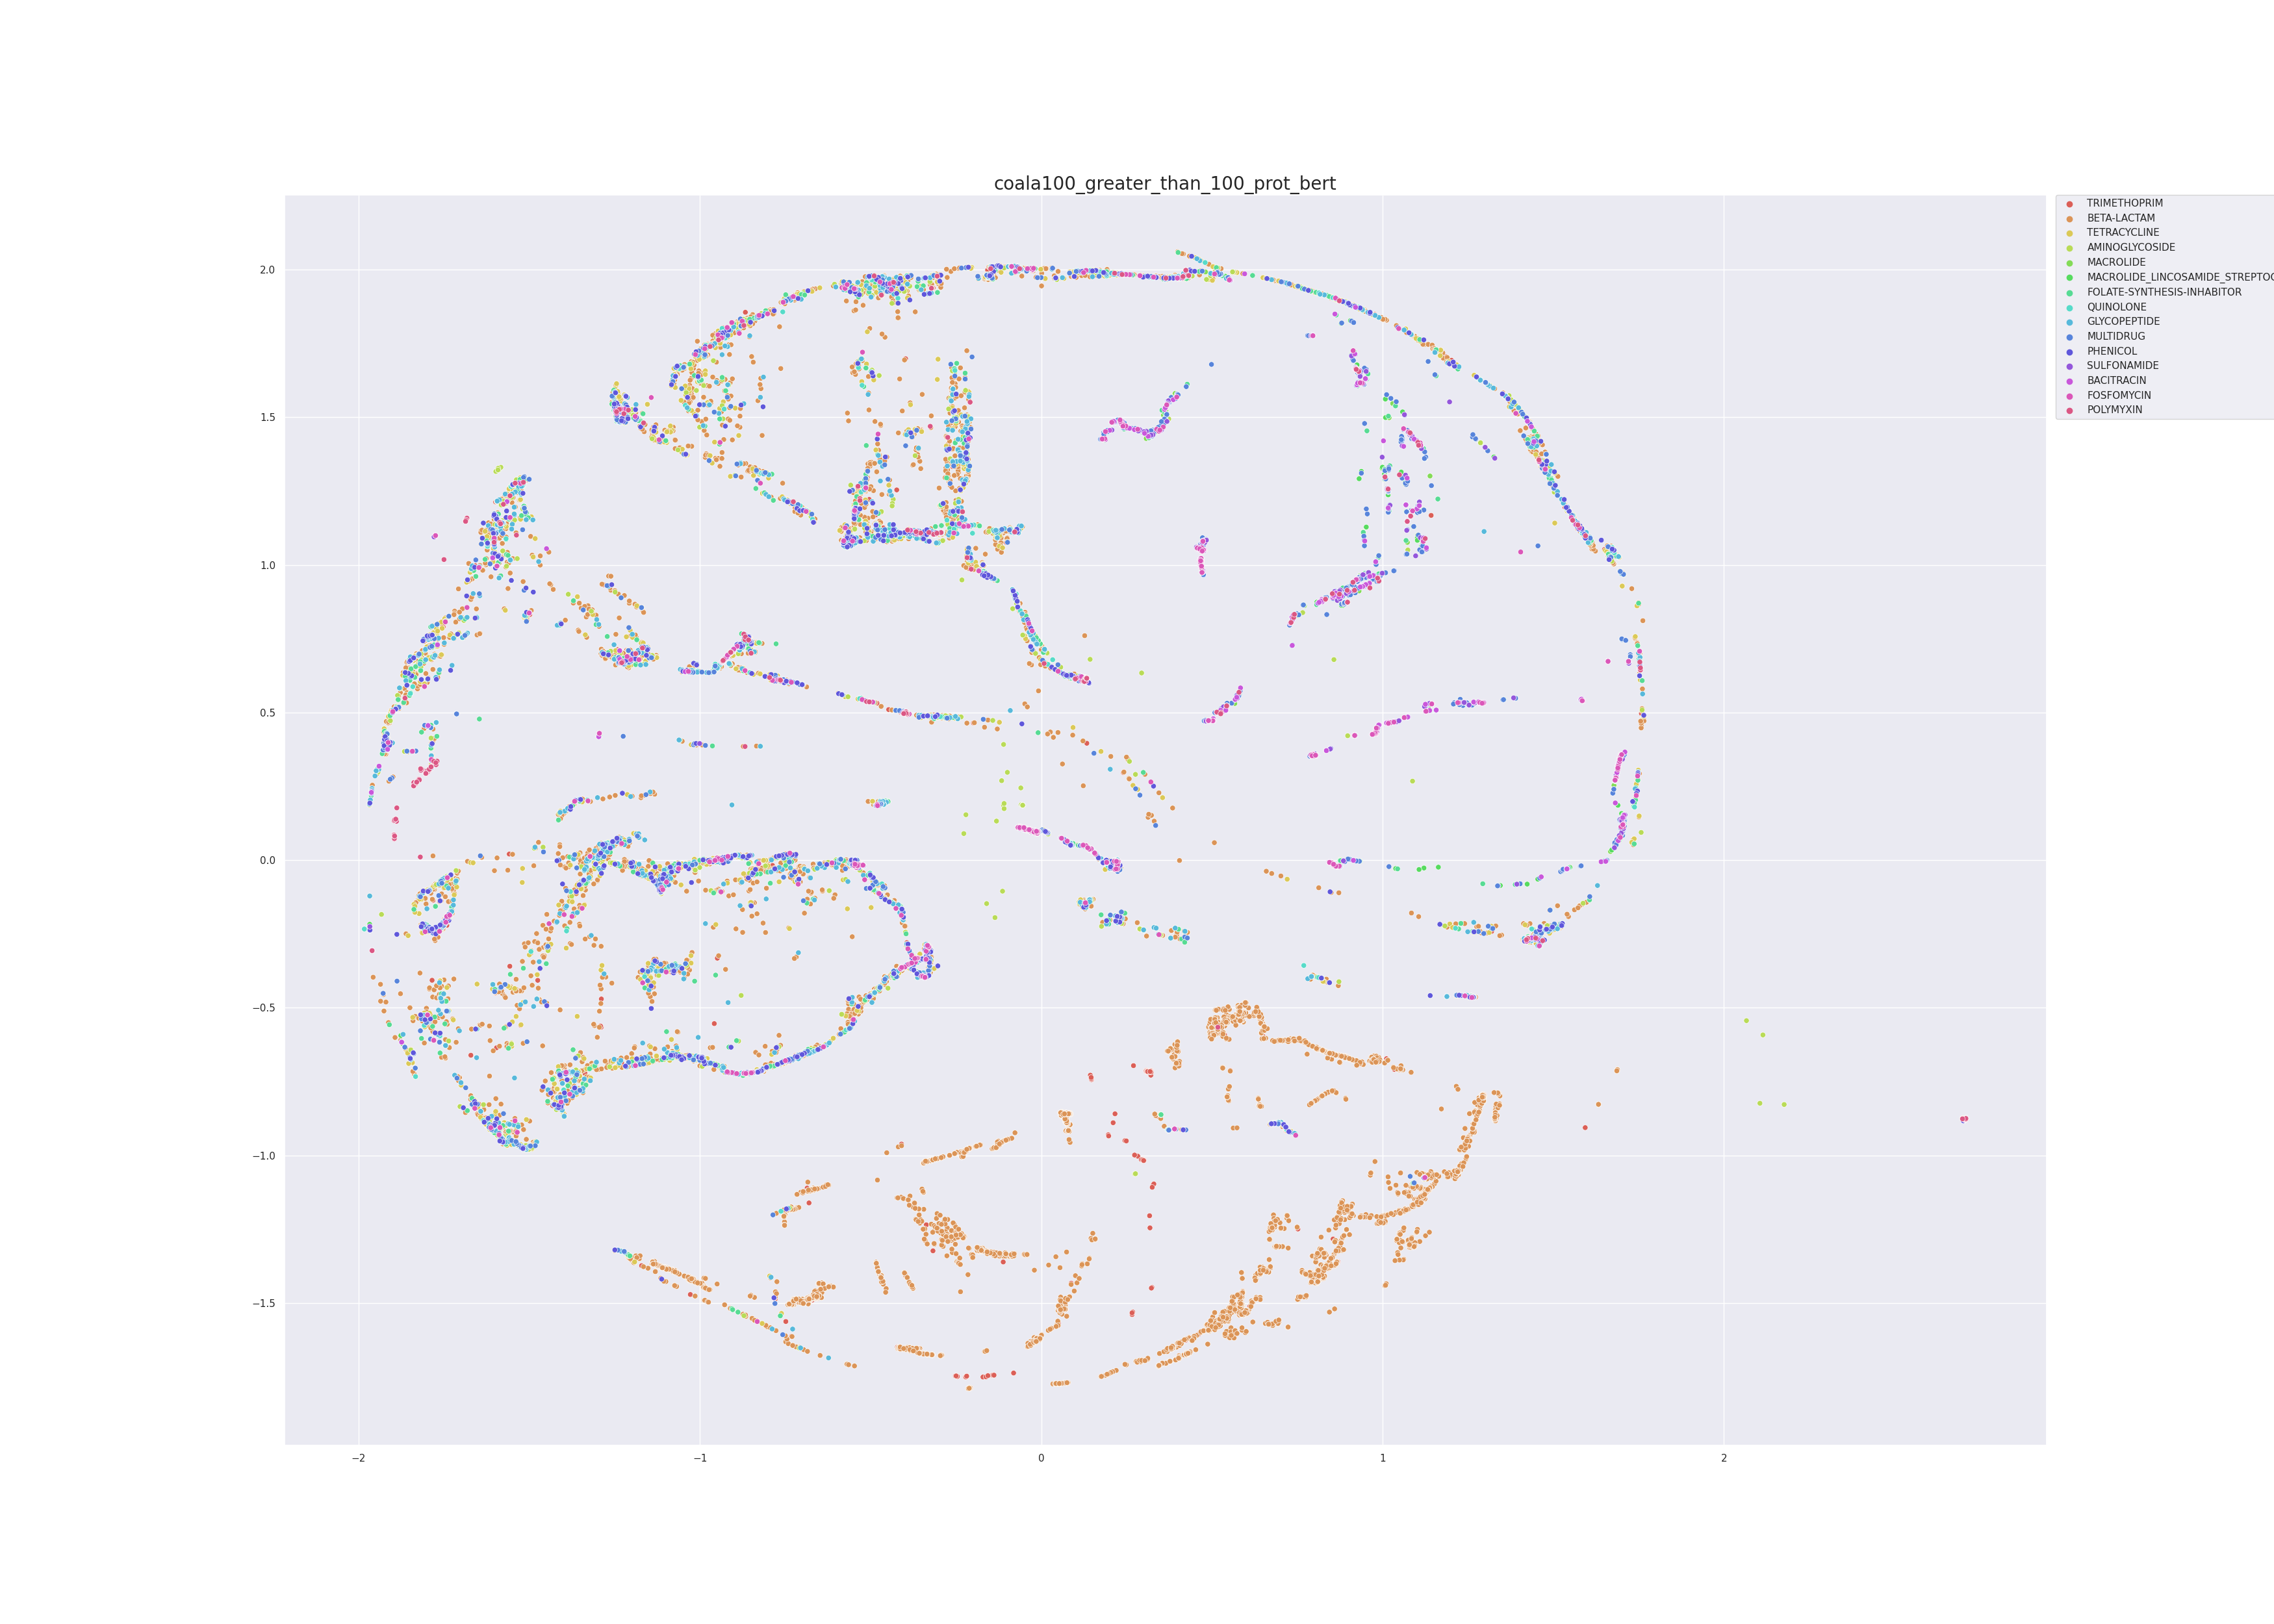 coala100_greater_than_100_prot_bert
TRIMETHOPRIM
BETA-LACTAM
TETRACYCLINE
AMINOGLYCOSIDE
MACROLIDE
MACROLIDE_LINCOSAMIDE_STREPTOG
FOLATE-SYNTHESIS-INHABITOR
QUINOLONE
GLYCOPEPTIDE
MULTIDRUG
PHENICOL
SULFONAMIDE
BACITRACIN
FOSFOMYCIN
POLYMYXIN
2.0
1.5
1.0
0.5
0.0
−0.5
−1.0
−1.5
−2 −1 0 1 2